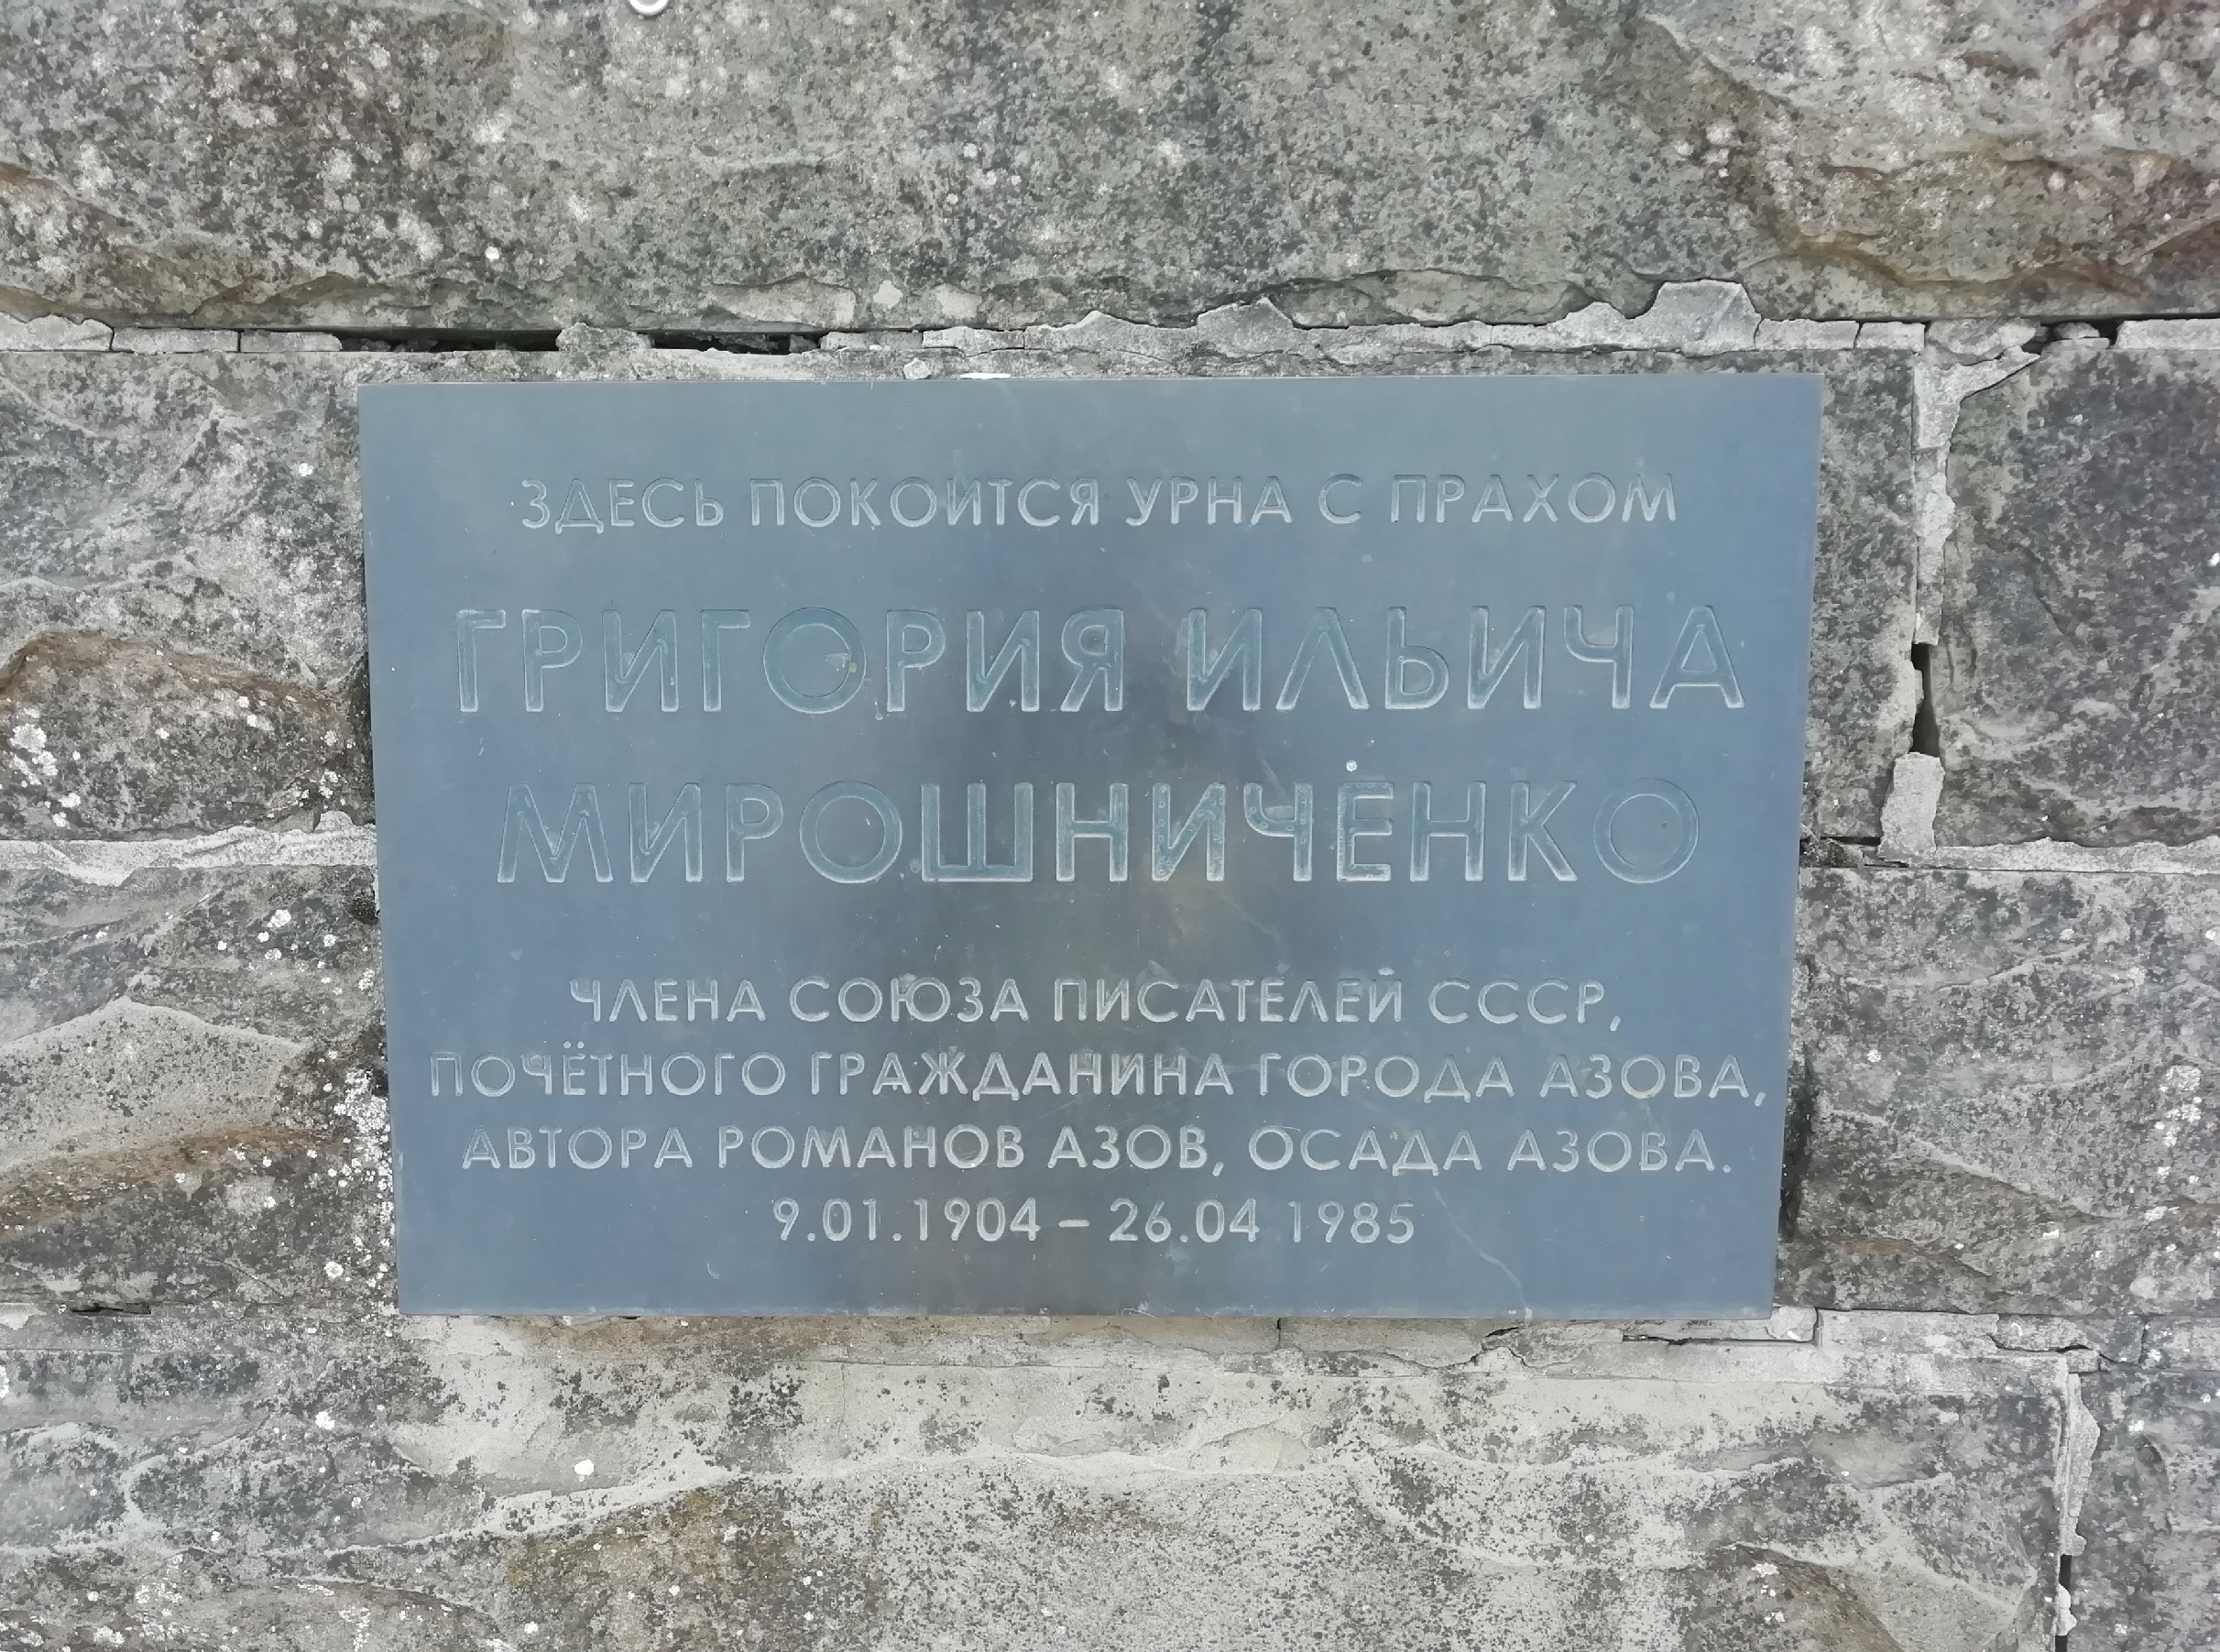 ЗДЕСЬ ПОКОИТСЯ УРНА С ПРАХОМ
ГРИГОРИЯ ИЛЬИЧА
МИРОШНИЧЕНКО
ЧЛЕНА СОЮЗА ПИСАТЕЛЕЙ СССР,
ПОЧЁТНОГО ГРАЖДАНИНА ГОРОДА АЗОВА,
АВТОРА РОМАНОВ АЗОВ, ОСАДА АЗОВА.
9.01.1904 – 26.04 1985